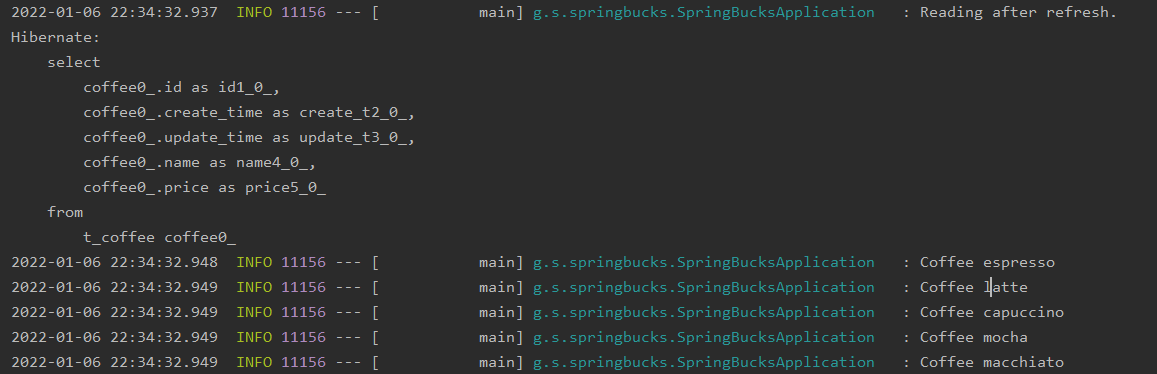 2022-01-06 22:34:32.937  INFO 11156 --- [           main] g.s.springbucks.SpringBucksApplication   : Reading after refresh.
Hibernate:
    select
        coffee0_.id as id1_0_,
        coffee0_.create_time as create_t2_0_,
        coffee0_.update_time as update_t3_0_,
        coffee0_.name as name4_0_,
        coffee0_.price as price5_0_
    from
        t_coffee coffee0_
2022-01-06 22:34:32.948  INFO 11156 --- [           main] g.s.springbucks.SpringBucksApplication   : Coffee espresso
2022-01-06 22:34:32.949  INFO 11156 --- [           main] g.s.springbucks.SpringBucksApplication   : Coffee latte
2022-01-06 22:34:32.949  INFO 11156 --- [           main] g.s.springbucks.SpringBucksApplication   : Coffee capuccino
2022-01-06 22:34:32.949  INFO 11156 --- [           main] g.s.springbucks.SpringBucksApplication   : Coffee mocha
2022-01-06 22:34:32.949  INFO 11156 --- [           main] g.s.springbucks.SpringBucksApplication   : Coffee macchiato